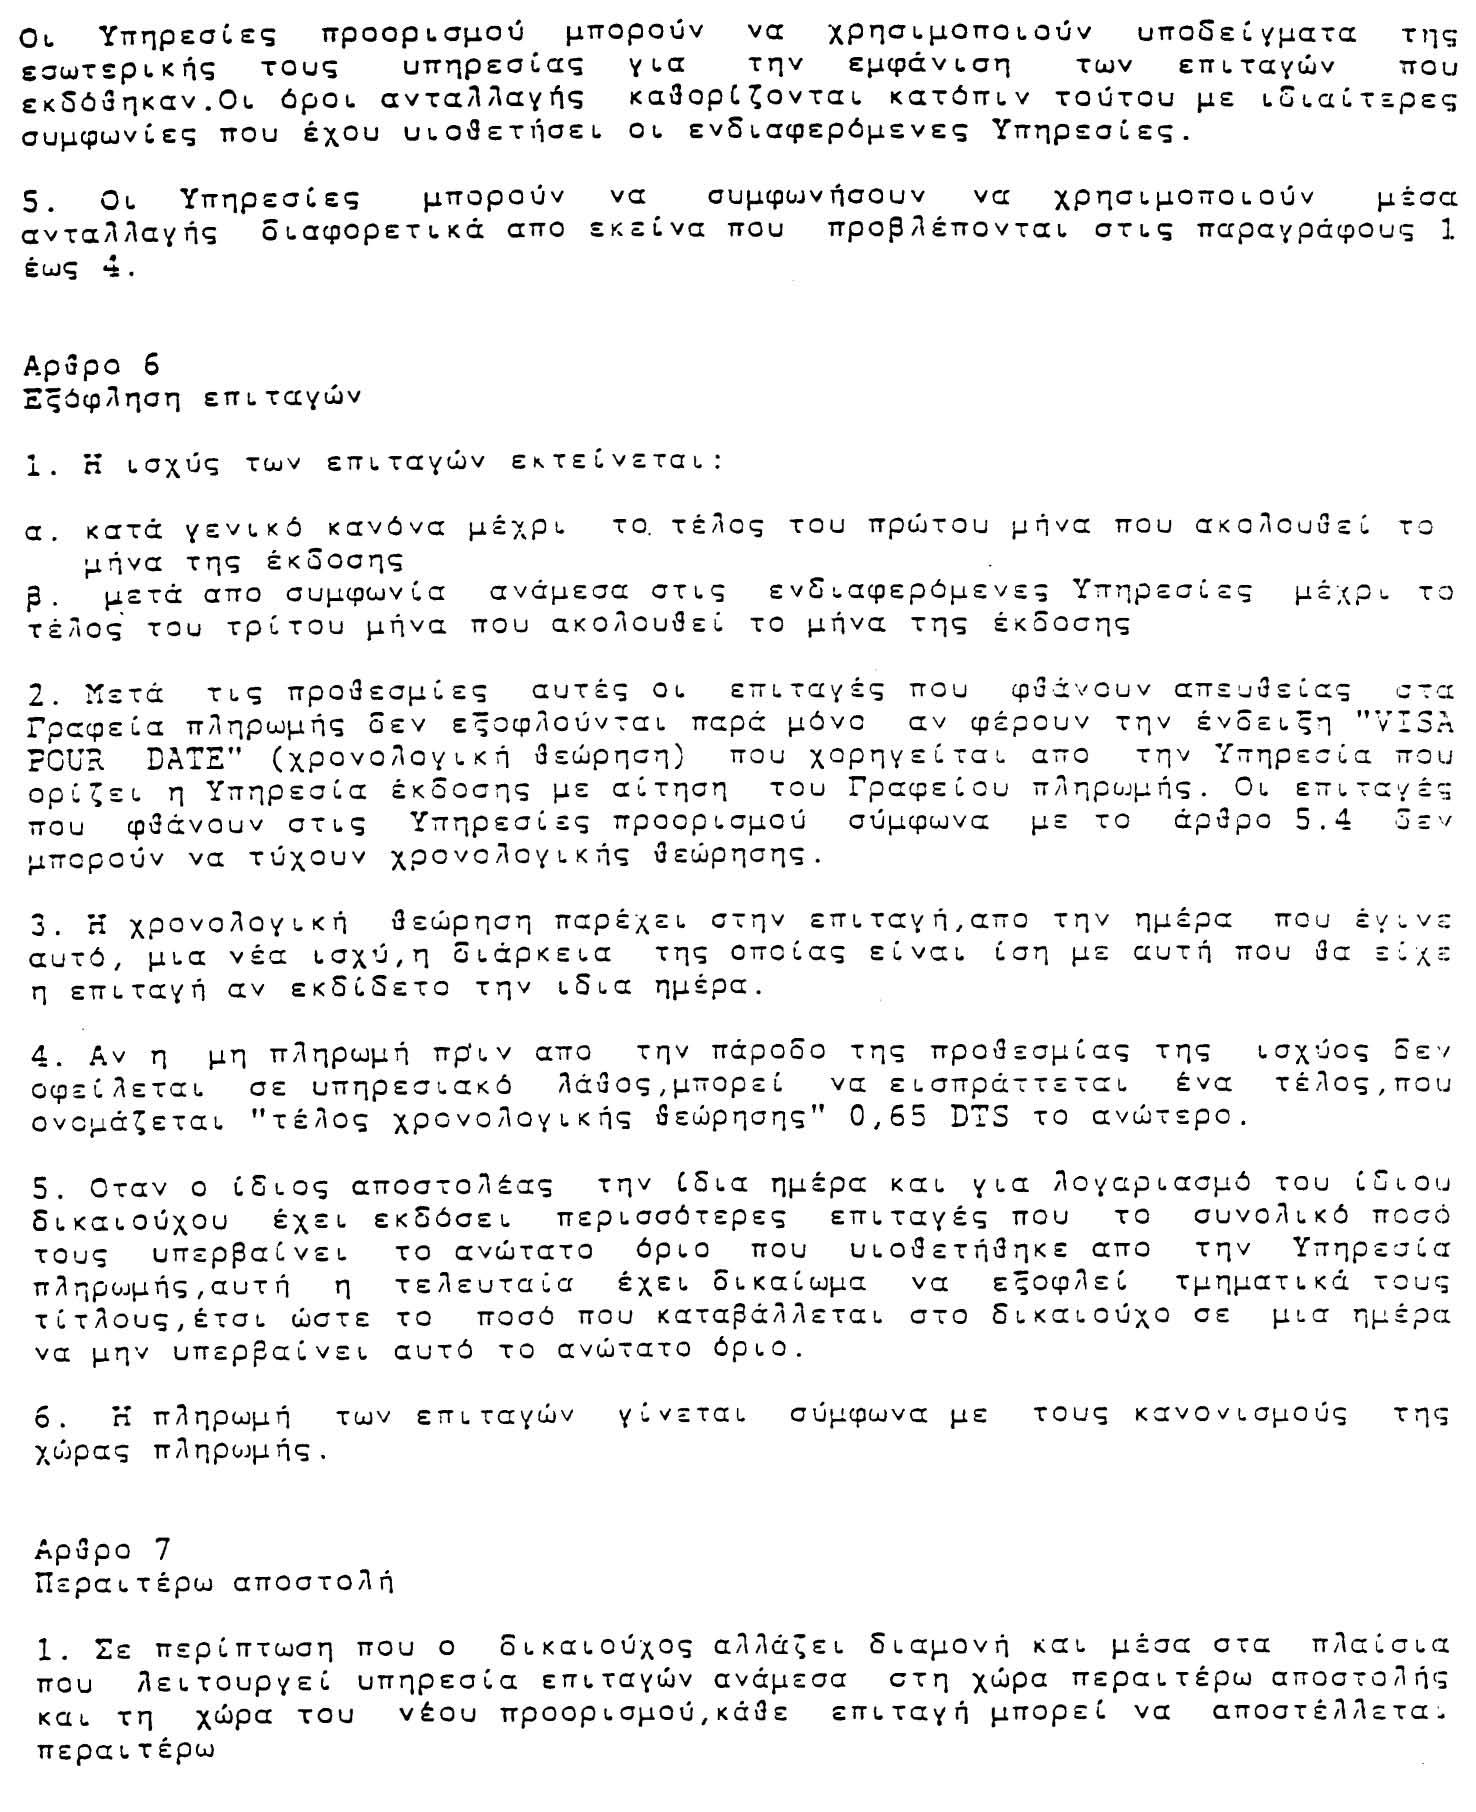 Οι Υπηρεσίες προορισμού μπορούν να χρησιμοποιούν υποδείγματα της
εσωτερικής τους υπηρεσίας για την εμφάνιση των επιταγών που
εκδόθηκαν.Οι όροι ανταλλαγής καθορίζονται κατόπιν τούτου με ιδιαίτερες
συμφωνίες που έχου υιοθετήσει οι ενδιαφερόμενες Υπηρεσίες.

5. Οι Υπηρεσίες μπορούν να συμφωνήσουν να χρησιμοποιούν μέσα
ανταλλαγής διαφορετικά απο εκείνα που προβλέπονται στις παραγράφους 1
έως 4.

Αρθρο 6
Εξόφληση επιταγών

1. Η ισχύς των επιταγών εκτείνεται:

α. κατά γενικό κανόνα μέχρι το τέλος του πρώτου μήνα που ακολουθεί το
μήνα της έκδοσης
β. μετά απο συμφωνία ανάμεσα στις ενδιαφερόμενες Υπηρεσίες μέχρι το
τέλος του τρίτου μήνα που ακολουθεί το μήνα της έκδοσης

2. Μετά τις προθεσμίες αυτές οι επιταγές που φθάνουν απευθείας στα
Γραφεία πληρωμής δεν εξοφλούνται παρά μόνο αν φέρουν την ένδειξη "VISA
POUR DATE" (χρονολογική θεώρηση) που χορηγείται απο την Υπηρεσία που
ορίζει η Υπηρεσία έκδοσης με αίτηση του Γραφείου πληρωμής. Οι επιταγές
που φθάνουν στις Υπηρεσίες προορισμού σύμφωνα με το άρθρο 5.4 δεν
μπορούν να τύχουν χρονολογικής θεώρησης.

3. Η χρονολογική θεώρηση παρέχει στην επιταγή,απο την ημέρα που έγινε
αυτό, μια νέα ισχύ,η διάρκεια της οποίας είναι ίση με αυτή που θα είχε
η επιταγή αν εκδίδετο την ιδια ημέρα.

4. Αν η μη πληρωμή πριν απο την πάροδο της προθεσμίας της ισχύος δεν
οφείλεται σε υπηρεσιακό λάθος,μπορεί να εισπράττεται ένα τέλος,που
ονομάζεται "τέλος χρονολογικής θεώρησης" 0,65 DTS το ανώτερο.

5. Οταν ο ίδιος αποστολέας την ίδια ημέρα και για λογαριασμό του ίδιου
δικαιούχου έχει εκδόσει περισσότερες επιταγές που το συνολικό ποσό
τους υπερβαίνει το ανώτατο όριο που υιοθετήθηκε απο την Υπηρεσία
πληρωμής,αυτή η τελευταία έχει δικαίωμα να εξοφλεί τμηματικά τους
τίτλους,έτσι ώστε το ποσό που καταβάλλεται στο δικαιούχο σε μια ημέρα
να μην υπερβαίνει αυτό το ανώτατο όριο.

6. Η πληρωμή των επιταγών γίνεται σύμφωνα με τους κανονισμούς της
χώρας πληρωμής.

Αρθρο 7
Περαιτέρω αποστολή

1. Σε περίπτωση που ο δικαιούχος αλλάζει διαμονή και μέσα στα πλαίσια
που λειτουργεί υπηρεσία επιταγών ανάμεσα στη χώρα περαιτέρω αποστολής
και τη χώρα του νέου προορισμού,κάθε επιταγή μπορεί να αποστέλλεται
περαιτέρω